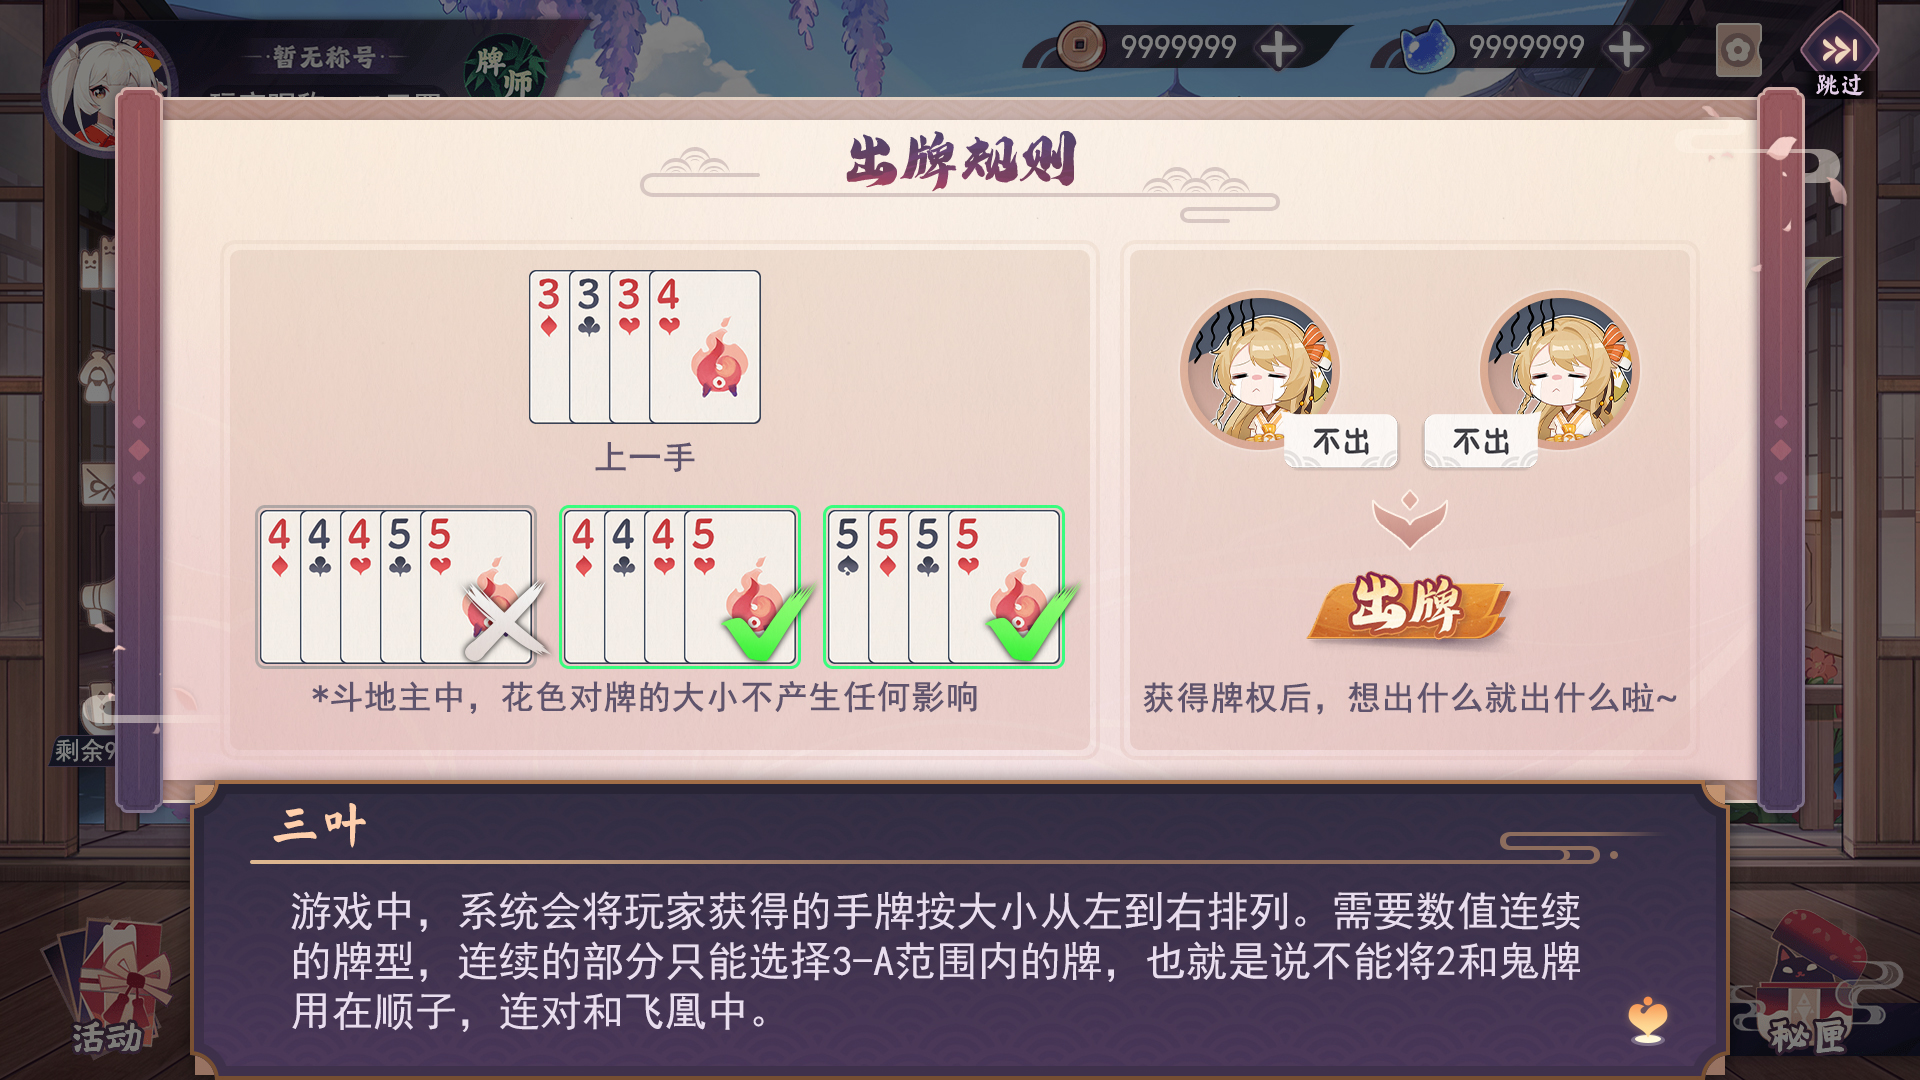 暂无称号
牌师
9999999
9999999
跳过
出牌规则
3 3 3 4
上一手
4 4 4 5 5
4 4 4 5
5 5 5 5
*斗地主中，花色对牌的大小不产生任何影响
不出
不出
出牌
获得牌权后，想出什么就出什么啦~
剩余9
三叶
游戏中，系统会将玩家获得的手牌按大小从左到右排列。需要数值连续
的牌型，连续的部分只能选择3-A范围内的牌，也就是说不能将2和鬼牌
用在顺子，连对和飞凰中。
活动
秘匣